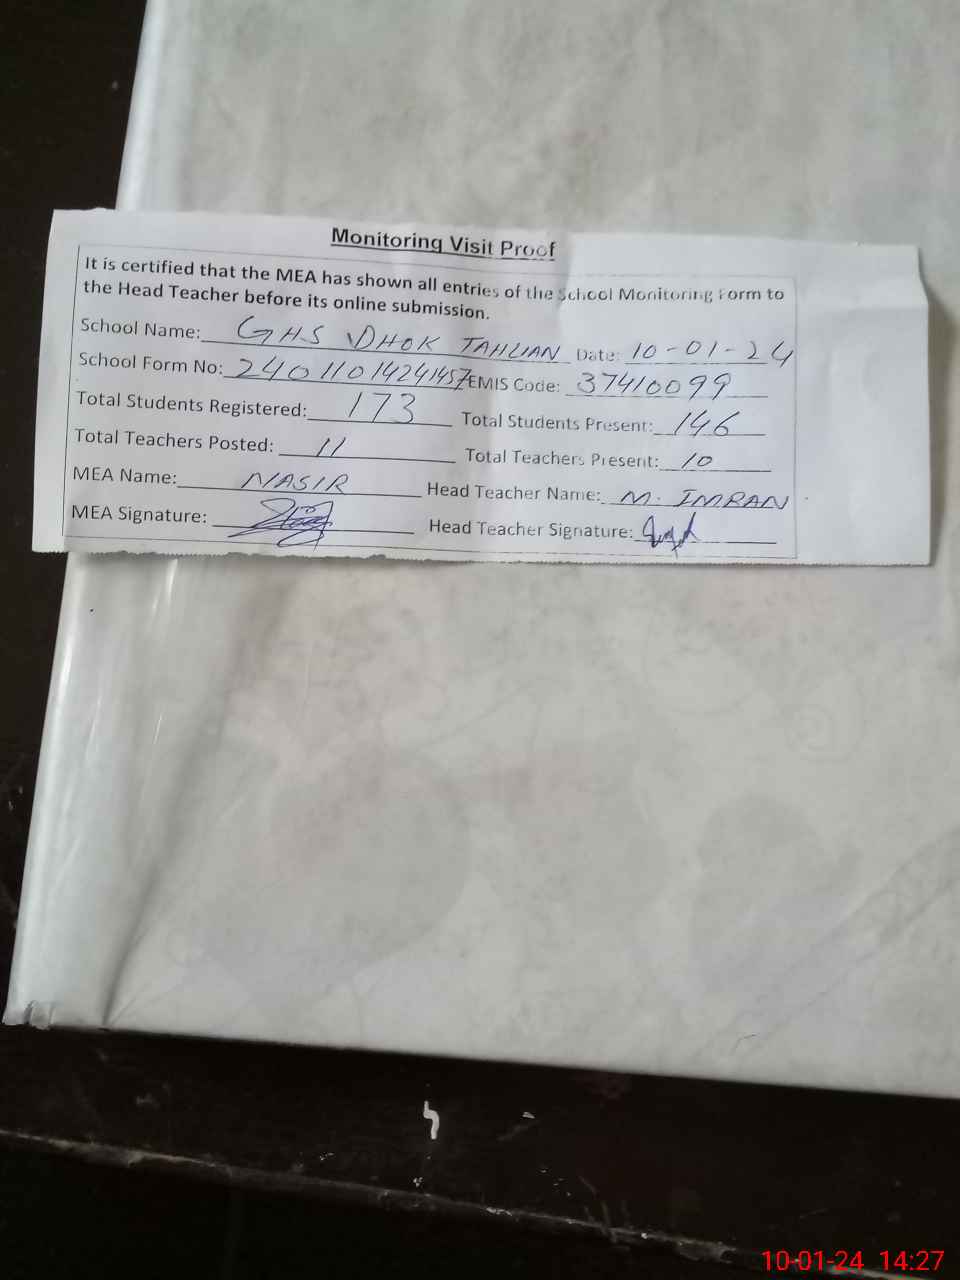 Monitoring Visit Proof
It is certified that the MEA has shown all entries of the School Monitoring Form to
the Head Teacher before its online submission.
School Name: GHS DHOK TAHLIAN Date: 10-01-24
School Form No: 24011014241457 EMIS Code: 37410099
Total Students Registered: 173 Total Students Present: 146
Total Teachers Posted: 11 Total Teachers Present: 10
MEA Name: NASIR Head Teacher Name: M. IMRAN
MEA Signature: Head Teacher Signature:
10-01-24 14:27